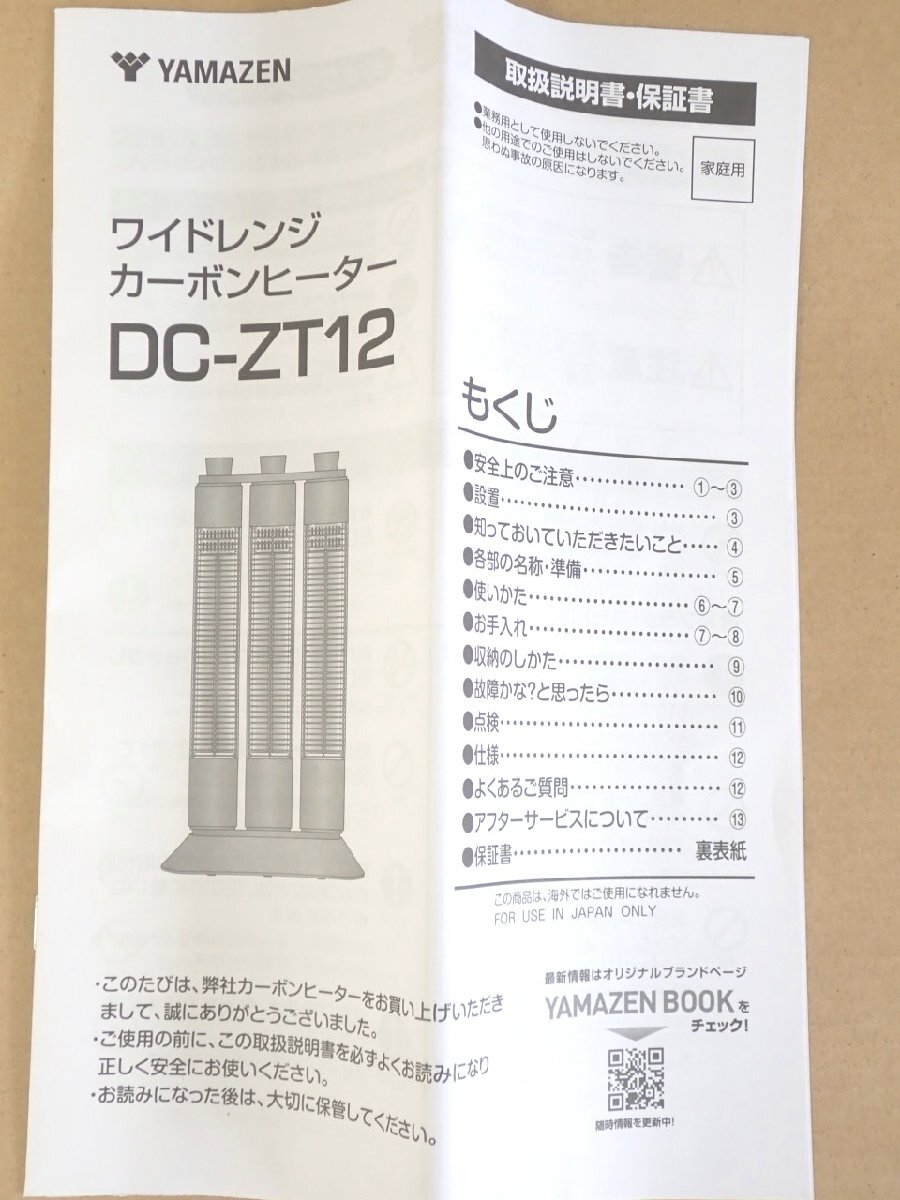 YAMAZEN
ワイドレンジ
カーボンヒーター
DC-ZT12
・このたびは、弊社カーボンヒーターをお買い上げいただき
まして、誠にありがとうございました。
・ご使用の前に、この取扱説明書を必ずよくお読みになり
正しく安全にお使いください。
・お読みになった後は、大切に保管してください。
取扱説明書・保証書
●業務用として使用しないでください。
●他の用途でのご使用はしないでください。
思わぬ事故の原因になります。
家庭用
もくじ
●安全上のご注意・・・・・・・・・・・・・・・ ①～③
●設置・・・・・・・・・・・・・・・・・・・・・・・・・・ ③
●知っておいていただきたいこと・・・・・ ④
●各部の名称・準備・・・・・・・・・・・・・・・・ ⑤
●使いかた・・・・・・・・・・・・・・・・・・・ ⑥～⑦
●お手入れ・・・・・・・・・・・・・・・・・・・ ⑦～⑧
●収納のしかた・・・・・・・・・・・・・・・・・・・ ⑨
●故障かな?と思ったら・・・・・・・・・・・・・ ⑩
●点検・・・・・・・・・・・・・・・・・・・・・・・・・・ ⑪
●仕様・・・・・・・・・・・・・・・・・・・・・・・・・・ ⑫
●よくあるご質問・・・・・・・・・・・・・・・・・・ ⑫
●アフターサービスについて・・・・・・・・・ ⑬
●保証書・・・・・・・・・・・・・・・・・・・・ 裏表紙
この商品は、海外ではご使用になれません。
FOR USE IN JAPAN ONLY
最新情報はオリジナルブランドページ
YAMAZEN BOOKを
チェック!
随時情報を更新中!